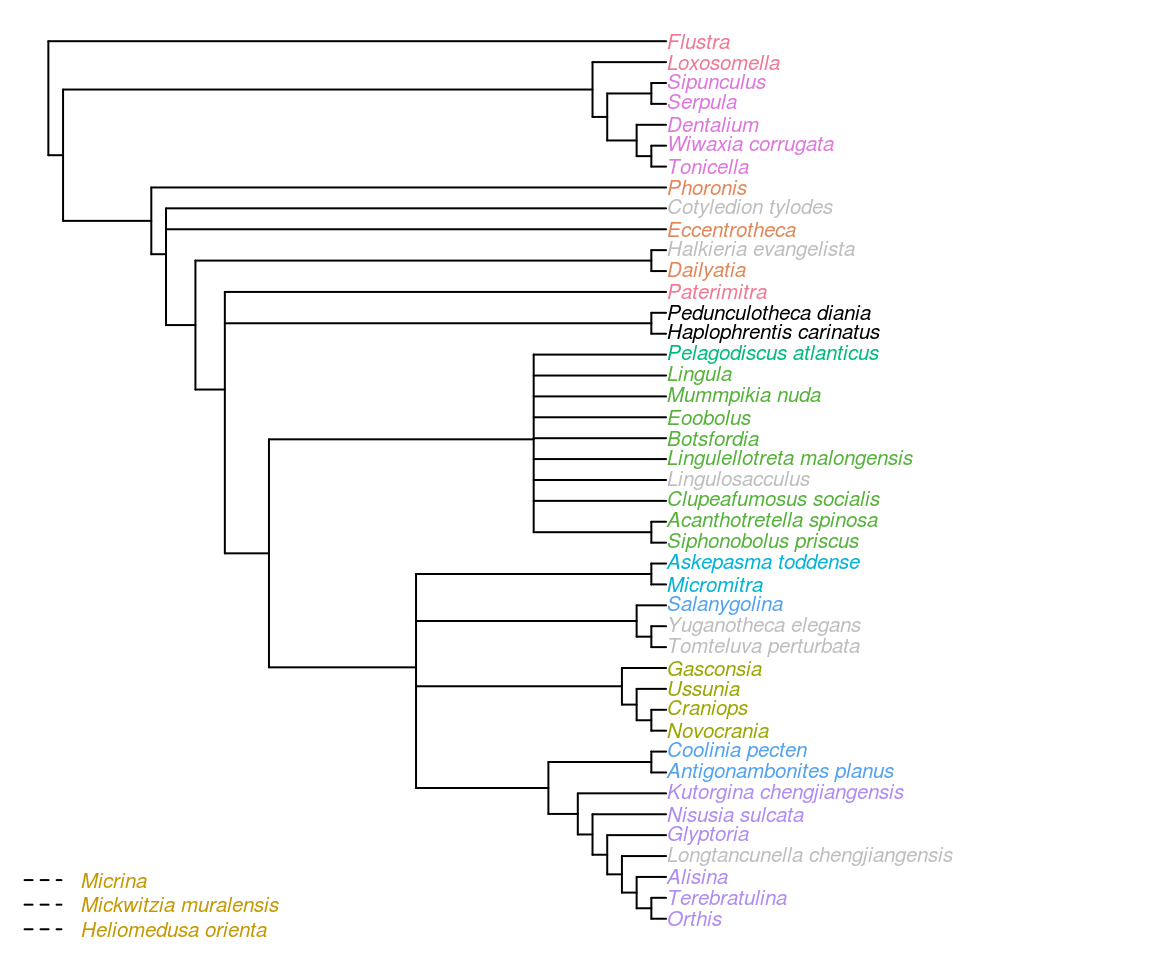 Flustra
Loxosomella
Sipunculus
Serpula
Dentalium
Wiwaxia corrugata
Tonicella
Phoronis
Cotyledion tylodes
Eccentrotheca
Halkieria evangelista
Dailyatia
Paterimitra
Pedunculotheca diania
Haplophrentis carinatus
Pelagodiscus atlanticus
Lingula
Mummpikia nuda
Eoobolus
Botsfordia
Lingulellotreta malongensis
Lingulosacculus
Clupeafumosus socialis
Acanthotretella spinosa
Siphonobolus priscus
Askepasma toddense
Micromitra
Salanygolina
Yuganotheca elegans
Tomteluva perturbata
Gasconsia
Ussunia
Craniops
Novocrania
Coolinia pecten
Antigonambonites planus
Kutorgina chengjiangensis
Nisusia sulcata
Glyptoria
Longtancunella chengjiangensis
Alisina
Terebratulina
Orthis
Micrina
Mickwitzia muralensis
Heliomedusa orienta